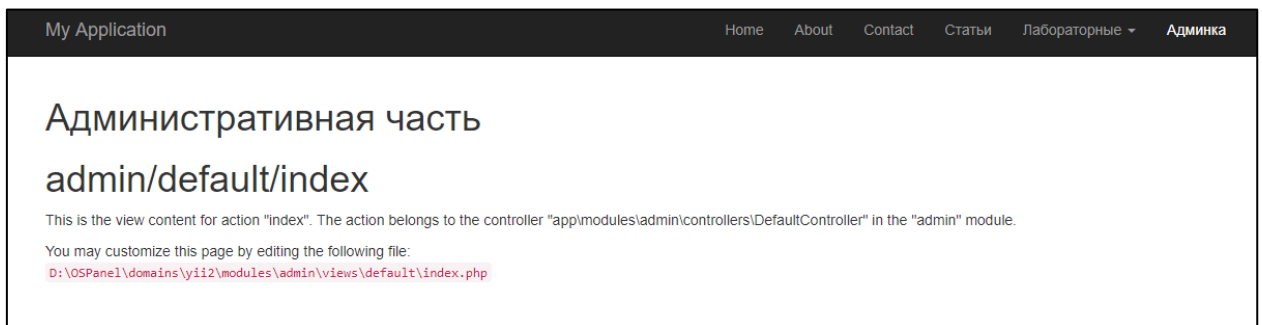 My Application Home About Contact Статьи Лабораторные Админка
Административная часть
admin/default/index
This is the view content for action "index". The action belongs to the controller "app\modules\admin\controllers\DefaultController" in the "admin" module.
You may customize this page by editing the following file:
D:\OSPanel\domains\yii2\modules\admin\views\default\index.php